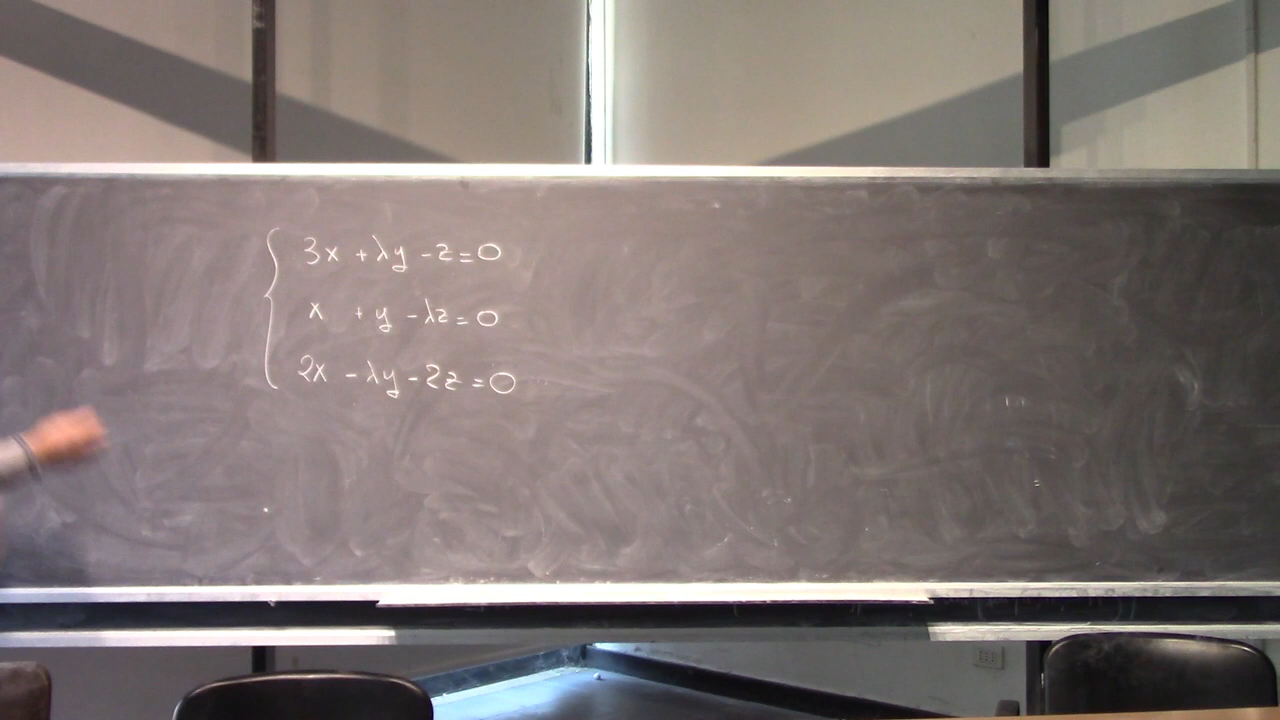 3x + λy - z = 0
x + y - λz = 0
2x - λy - 2z = 0